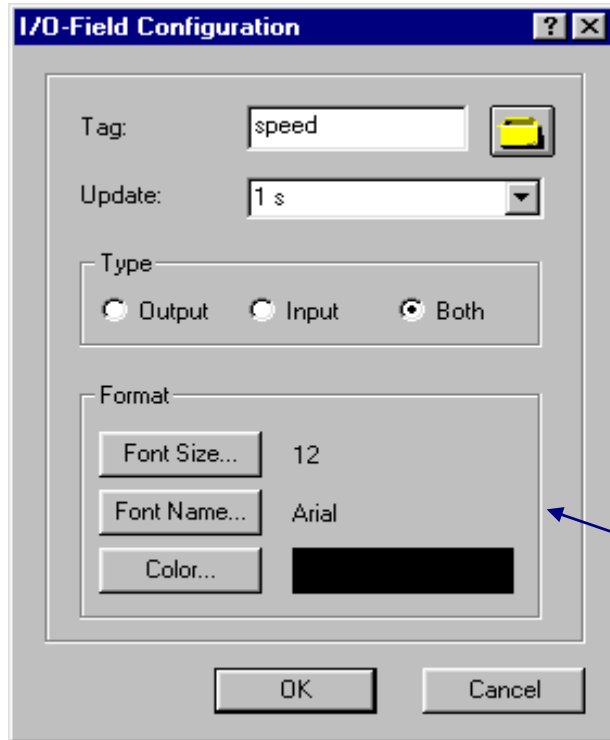 I/O-Field Configuration
Tag: speed
Update: 1 s
Type
Output Input Both
Format
Font Size... 12
Font Name... Arial
Color...
OK Cancel